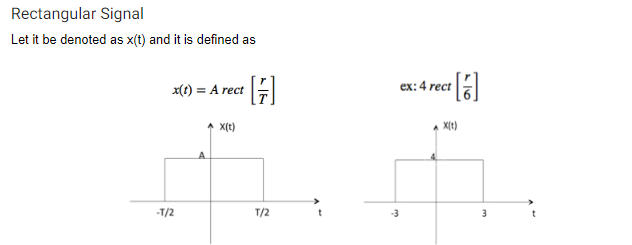 Rectangular Signal
Let it be denoted as x(t) and it is defined as
x(t) = A rect [r/T]
ex: 4 rect [r/6]
X(t)
A
-T/2
T/2
t
X(t)
4
-3
3
t